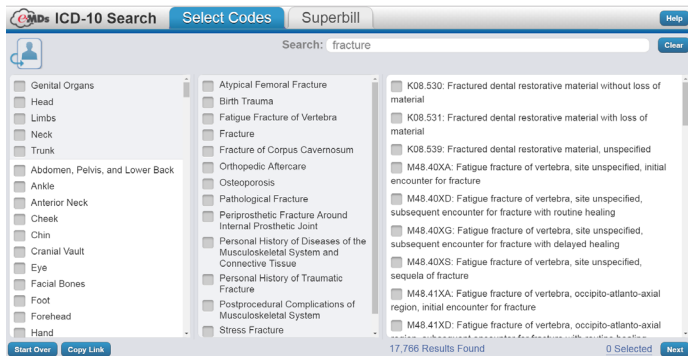 eMDs ICD-10 Search
Select Codes
Superbill
Help
Search: fracture
Clear
Genital Organs
Head
Limbs
Neck
Trunk
Abdomen, Pelvis, and Lower Back
Ankle
Anterior Neck
Cheek
Chin
Cranial Vault
Eye
Facial Bones
Foot
Forehead
Hand
Atypical Femoral Fracture
Birth Trauma
Fatigue Fracture of Vertebra
Fracture
Fracture of Corpus Cavernosum
Orthopedic Aftercare
Osteoporosis
Pathological Fracture
Periprosthetic Fracture Around
Internal Prosthetic Joint
Personal History of Diseases of the
Musculoskeletal System and
Connective Tissue
Personal History of Traumatic
Fracture
Postprocedural Complications of
Musculoskeletal System
Stress Fracture
K08.530: Fractured dental restorative material without loss of
material
K08.531: Fractured dental restorative material with loss of
material
K08.539: Fractured dental restorative material, unspecified
M48.40XA: Fatigue fracture of vertebra, site unspecified, initial
encounter for fracture
M48.40XD: Fatigue fracture of vertebra, site unspecified,
subsequent encounter for fracture with routine healing
M48.40XG: Fatigue fracture of vertebra, site unspecified,
subsequent encounter for fracture with delayed healing
M48.40XS: Fatigue fracture of vertebra, site unspecified,
sequela of fracture
M48.41XA: Fatigue fracture of vertebra, occipito-atlanto-axial
region, initial encounter for fracture
M48.41XD: Fatigue fracture of vertebra, occipito-atlanto-axial
region, subsequent encounter for fracture with routine healing
Start Over
Copy Link
17,766 Results Found
0 Selected
Next